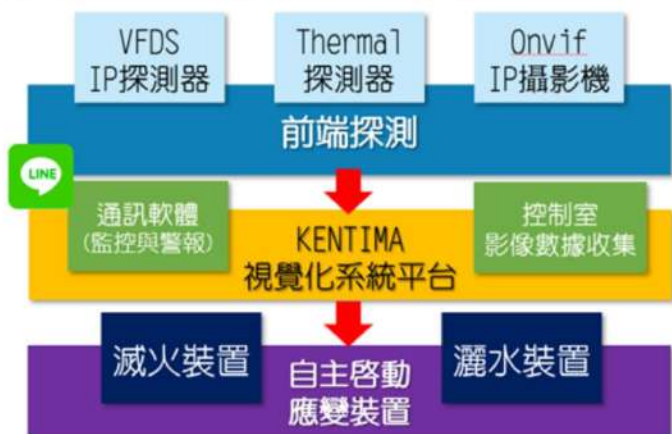 VFDS
IP探測器
Thermal
探測器
Onvif
IP攝影機
前端探測
LINE
通訊軟體
(監控與警報)
KENTIMA
視覺化系統平台
控制室
影像數據收集
滅火裝置
自主啓動
應變裝置
灑水裝置